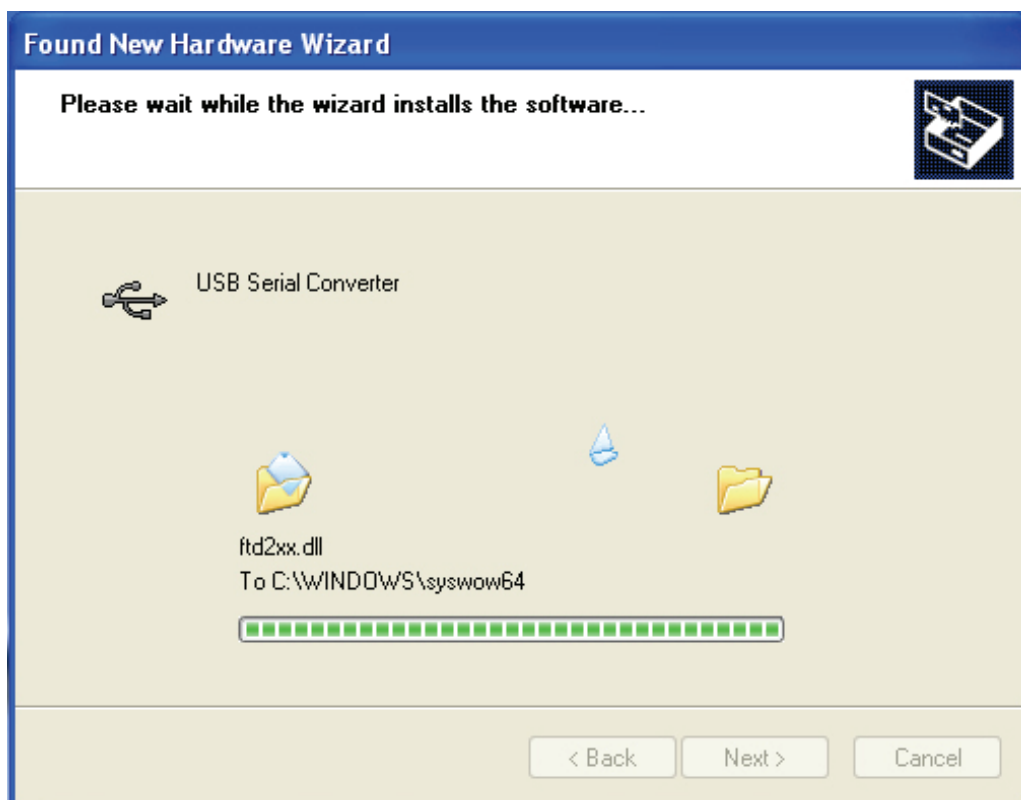 Found New Hardware Wizard
Please wait while the wizard installs the software...
USB Serial Converter
ftd2xx.dll
To C:\WINDOWS\syswow64
< Back
Next >
Cancel